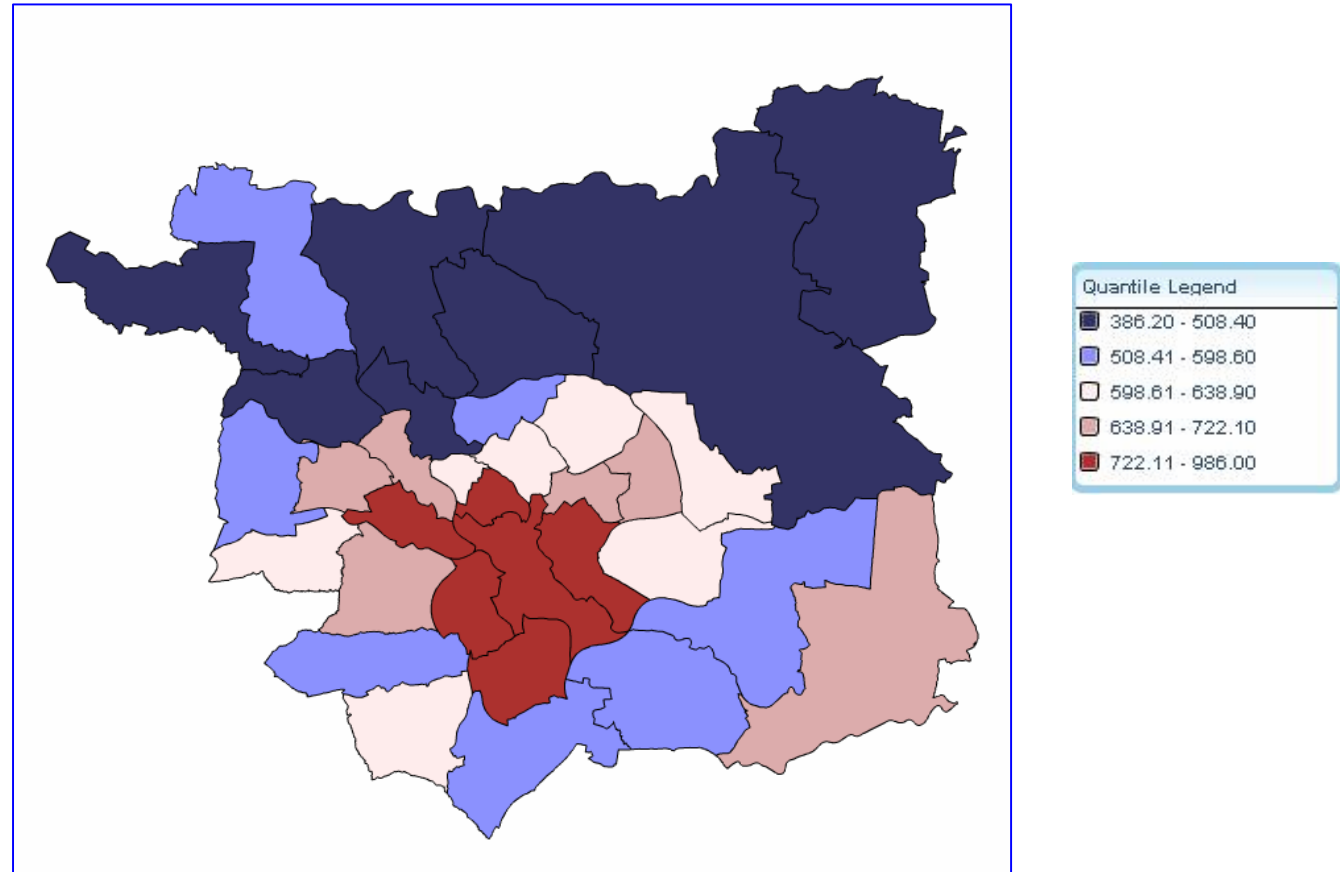 Quantile Legend
386.20 - 508.40
508.41 - 598.60
598.61 - 638.90
638.91 - 722.10
722.11 - 986.00